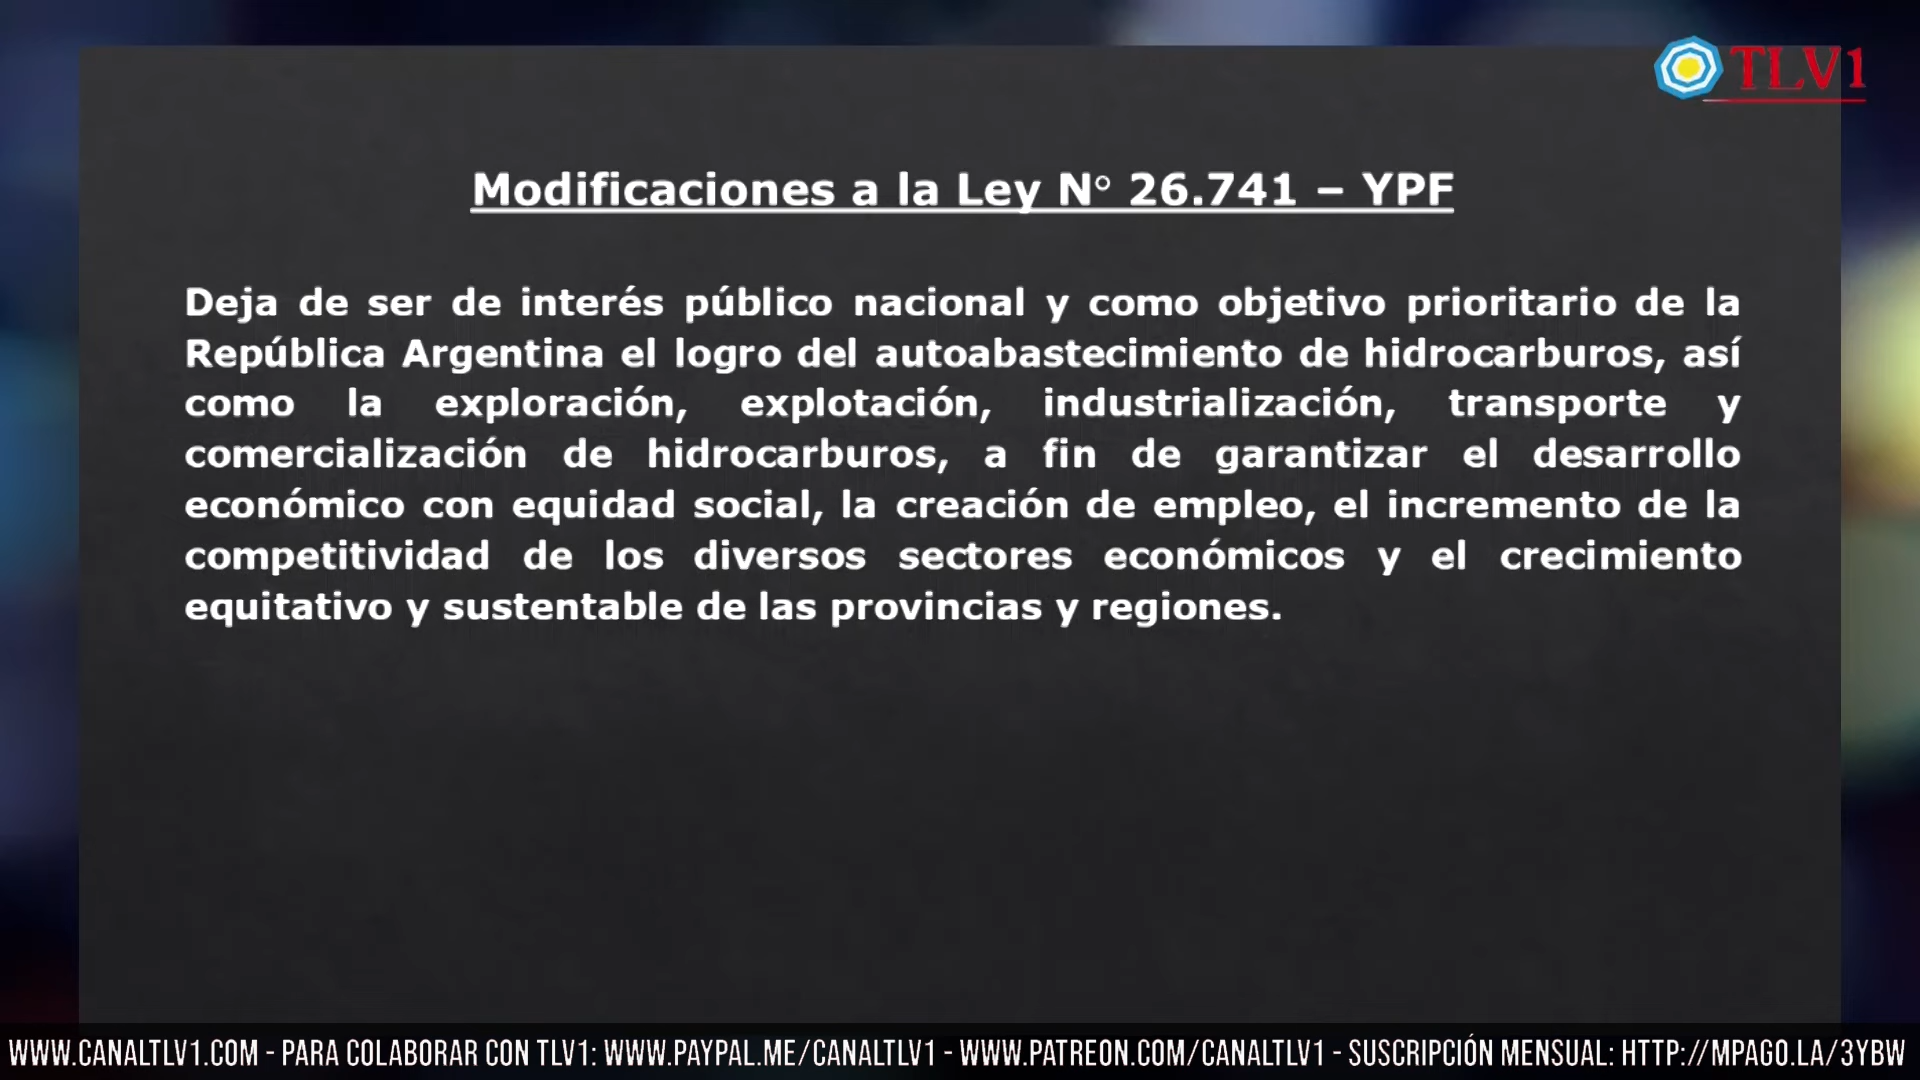 TLV1
Modificaciones a la Ley N° 26.741 – YPF
Deja de ser de interés público nacional y como objetivo prioritario de la
República Argentina el logro del autoabastecimiento de hidrocarburos, así
como la exploración, explotación, industrialización, transporte y
comercialización de hidrocarburos, a fin de garantizar el desarrollo
económico con equidad social, la creación de empleo, el incremento de la
competitividad de los diversos sectores económicos y el crecimiento
equitativo y sustentable de las provincias y regiones.
WWW.CANALTLV1.COM - PARA COLABORAR CON TLV1: WWW.PAYPAL.ME/CANALTLV1 - WWW.PATREON.COM/CANALTLV1 - SUSCRIPCIÓN MENSUAL: HTTP://MPAGO.LA/3YBW